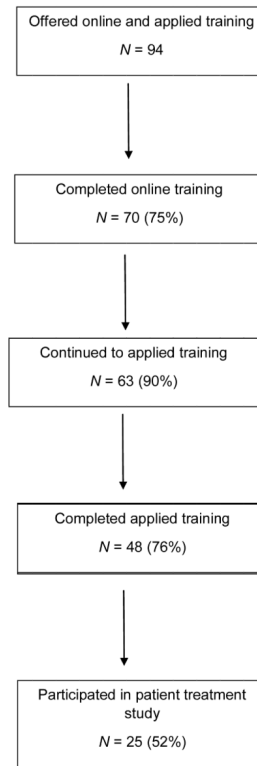 Offered online and applied training
N = 94
Completed online training
N = 70 (75%)
Continued to applied training
N = 63 (90%)
Completed applied training
N = 48 (76%)
Participated in patient treatment
study
N = 25 (52%)